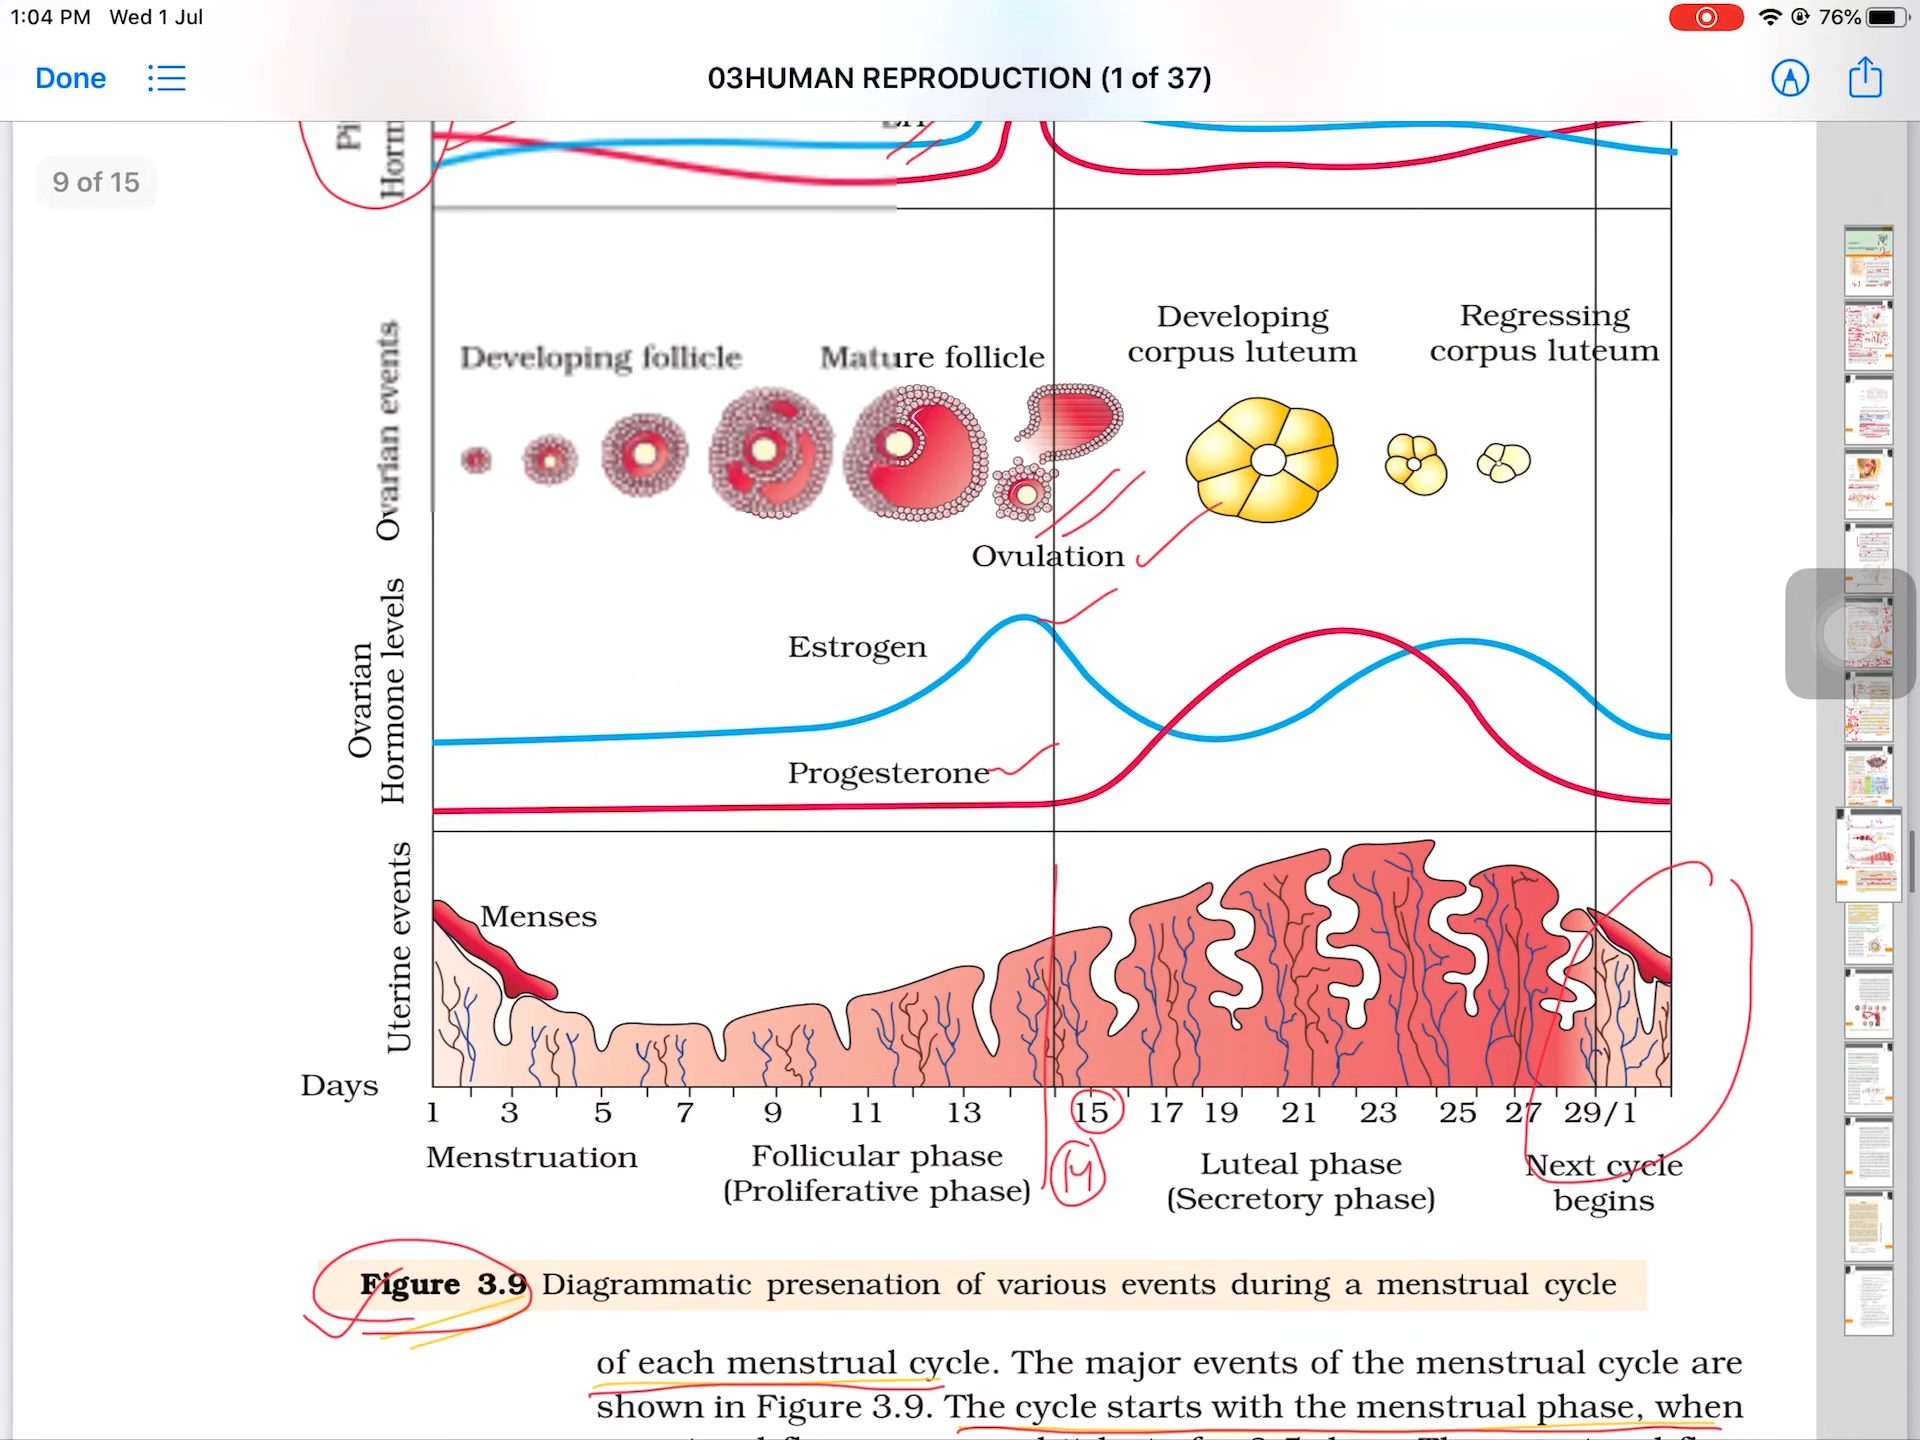 1:04 PM Wed 1 Jul
76%
Done
03HUMAN REPRODUCTION (1 of 37)
9 of 15
Developing follicle
Mature follicle
Developing
corpus luteum
Regressing
corpus luteum
Ovarian events
Ovulation
Ovarian
Hormone levels
Estrogen
Progesterone
Uterine events
Menses
Days
1 3 5 7 9 11 13 15 17 19 21 23 25 27 29/1
14
Menstruation
Follicular phase
(Proliferative phase)
Luteal phase
(Secretory phase)
Next cycle
begins
Figure 3.9 Diagrammatic presenation of various events during a menstrual cycle
of each menstrual cycle. The major events of the menstrual cycle are
shown in Figure 3.9. The cycle starts with the menstrual phase, when